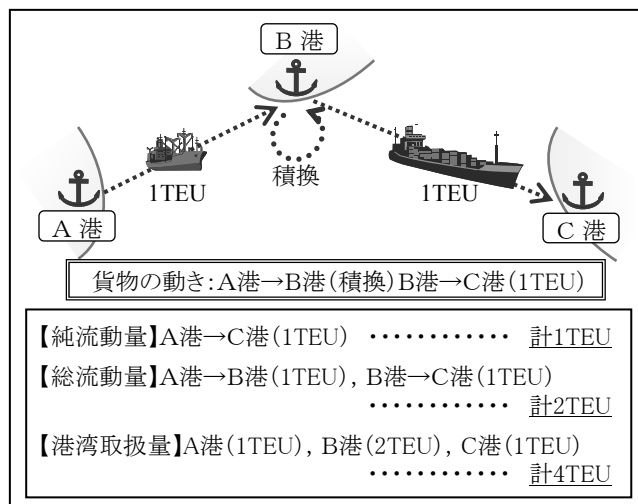 B 港
積換
1TEU
1TEU
A 港
C 港
貨物の動き:A港→B港(積換)B港→C港(1TEU)
【純流動量】A港→C港(1TEU) ・・・・・・・・・・・・ 計1TEU
【総流動量】A港→B港(1TEU), B港→C港(1TEU)
・・・・・・・・・・・・ 計2TEU
【港湾取扱量】A港(1TEU), B港(2TEU), C港(1TEU)
・・・・・・・・・・・・ 計4TEU